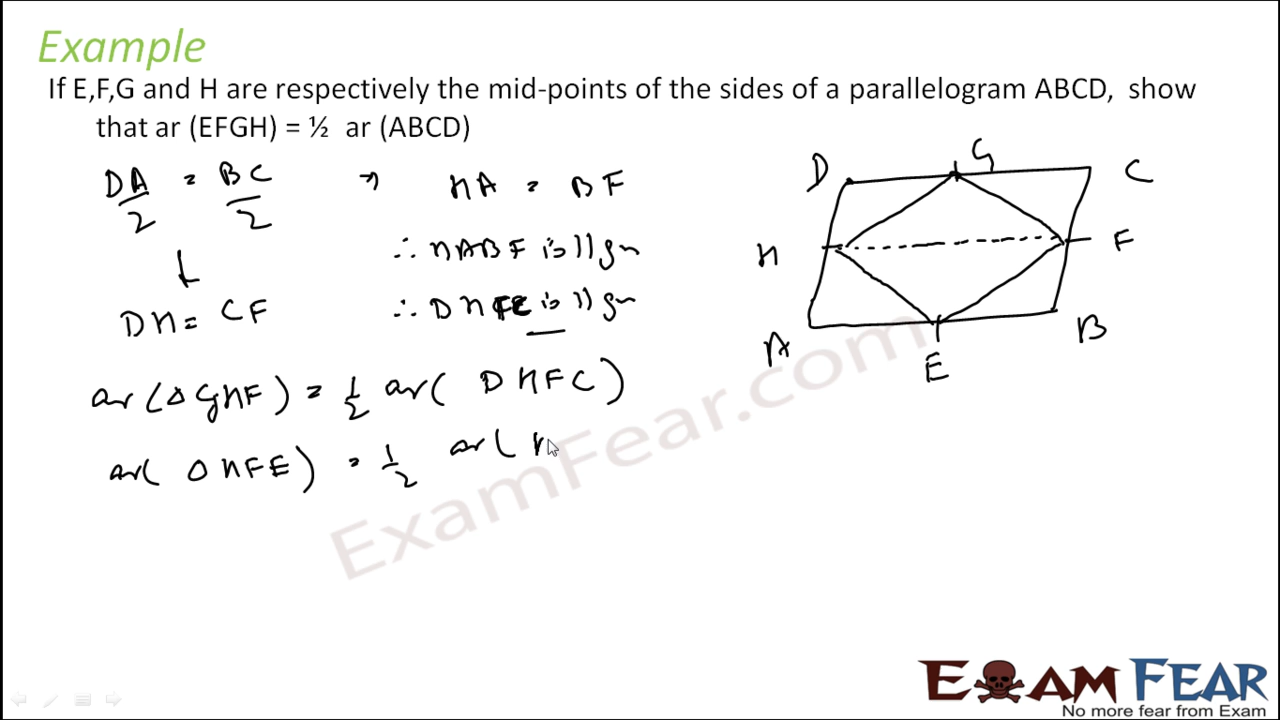 Example
If E,F,G and H are respectively the mid-points of the sides of a parallelogram ABCD, show
that ar (EFGH) = ½ ar (ABCD)
DA/2 = BC/2 → HA = BF
∴ HABF is ||gm
DH = CF ∴ DHFC is ||gm
ar(ΔGHF) = 1/2 ar(DHFC)
ar(ΔHFE) = 1/2 ar(
D G C
H F
A E B
ExamFear.com
EXAM FEAR
No more fear from Exam